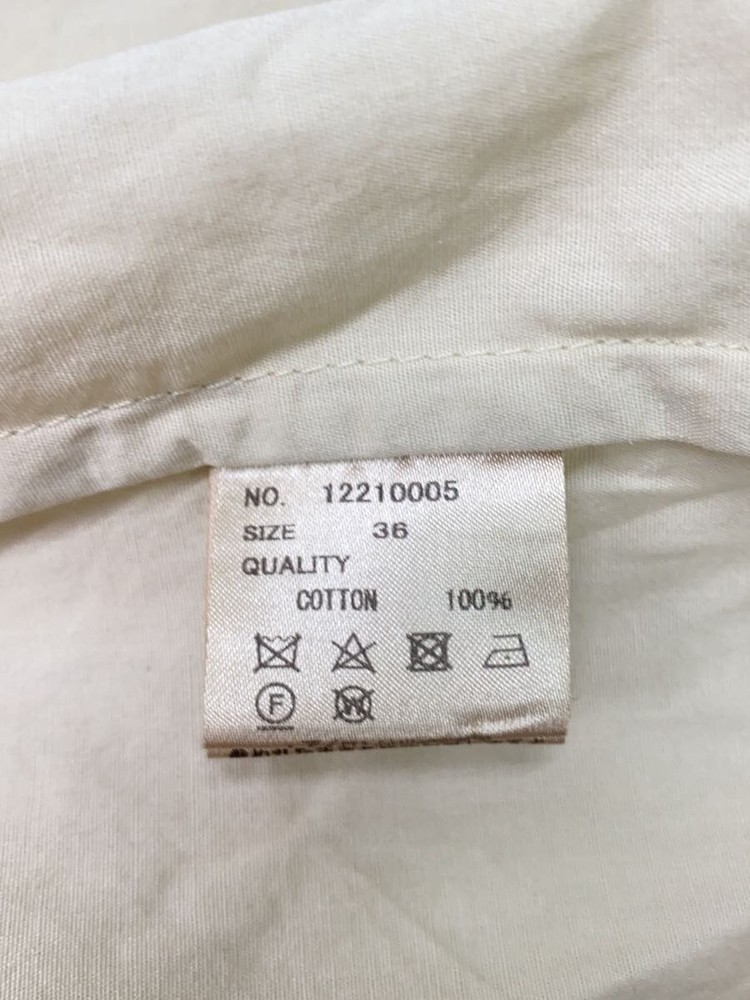 NO. 12210005
SIZE 36
QUALITY
COTTON 100%
F
W